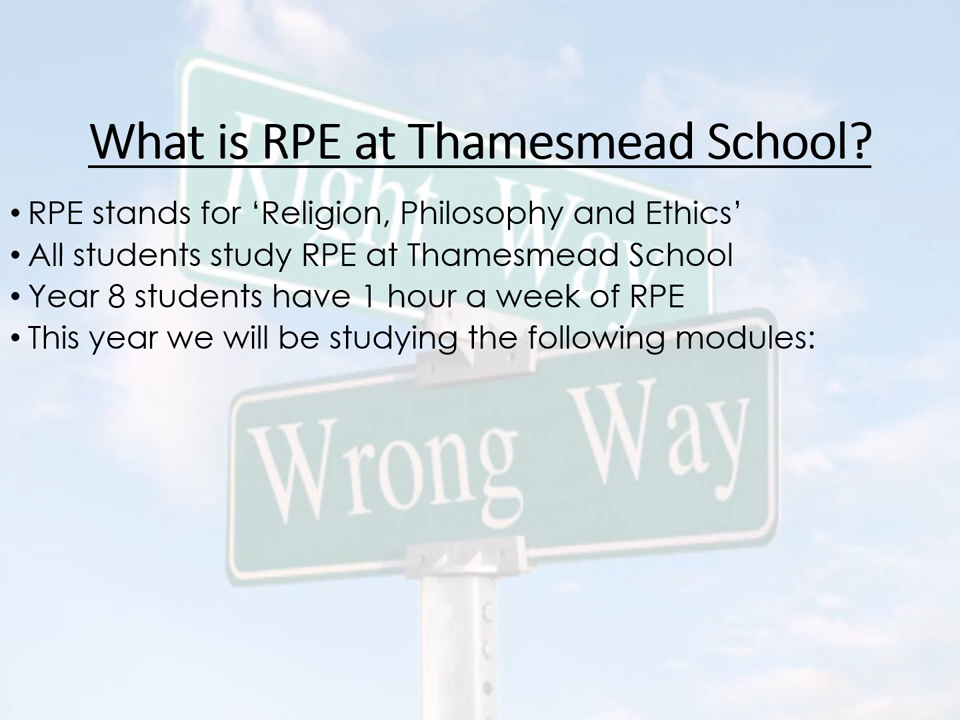 What is RPE at Thamesmead School?
• RPE stands for ‘Religion, Philosophy and Ethics’
• All students study RPE at Thamesmead School
• Year 8 students have 1 hour a week of RPE
• This year we will be studying the following modules:
Right Way
Wrong Way